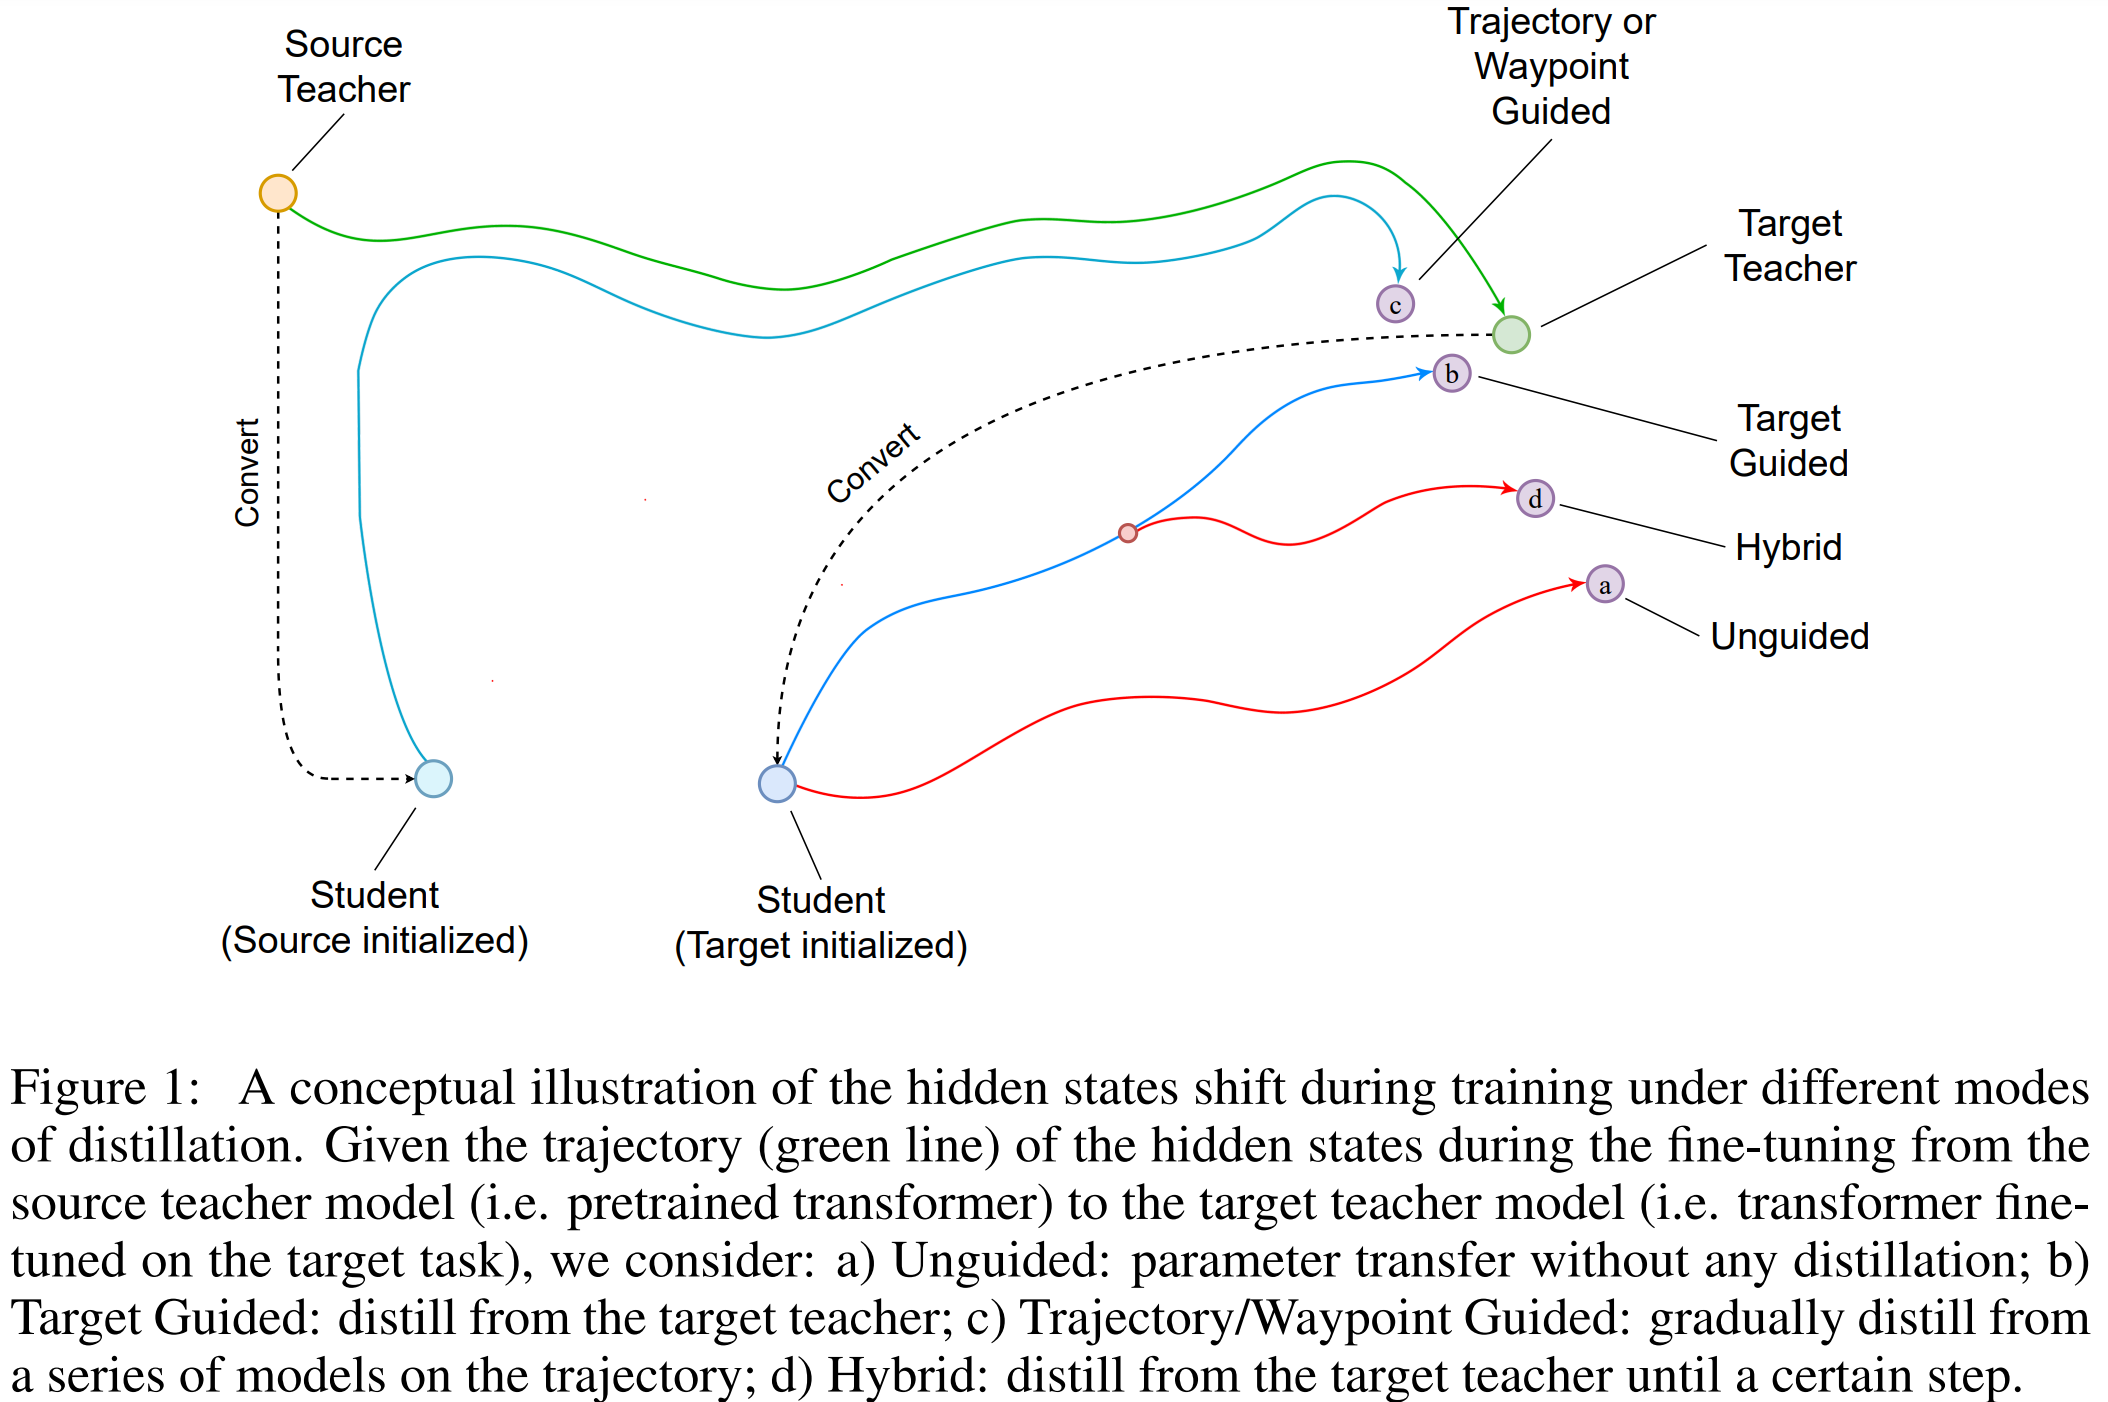 Source
Teacher
Trajectory or
Waypoint
Guided
Target
Teacher
c
b
Convert
Convert
Target
Guided
d
Hybrid
a
Unguided
Student
(Source initialized)
Student
(Target initialized)
Figure 1: A conceptual illustration of the hidden states shift during training under different modes
of distillation. Given the trajectory (green line) of the hidden states during the fine-tuning from the
source teacher model (i.e. pretrained transformer) to the target teacher model (i.e. transformer fine-
tuned on the target task), we consider: a) Unguided: parameter transfer without any distillation; b)
Target Guided: distill from the target teacher; c) Trajectory/Waypoint Guided: gradually distill from
a series of models on the trajectory; d) Hybrid: distill from the target teacher until a certain step.